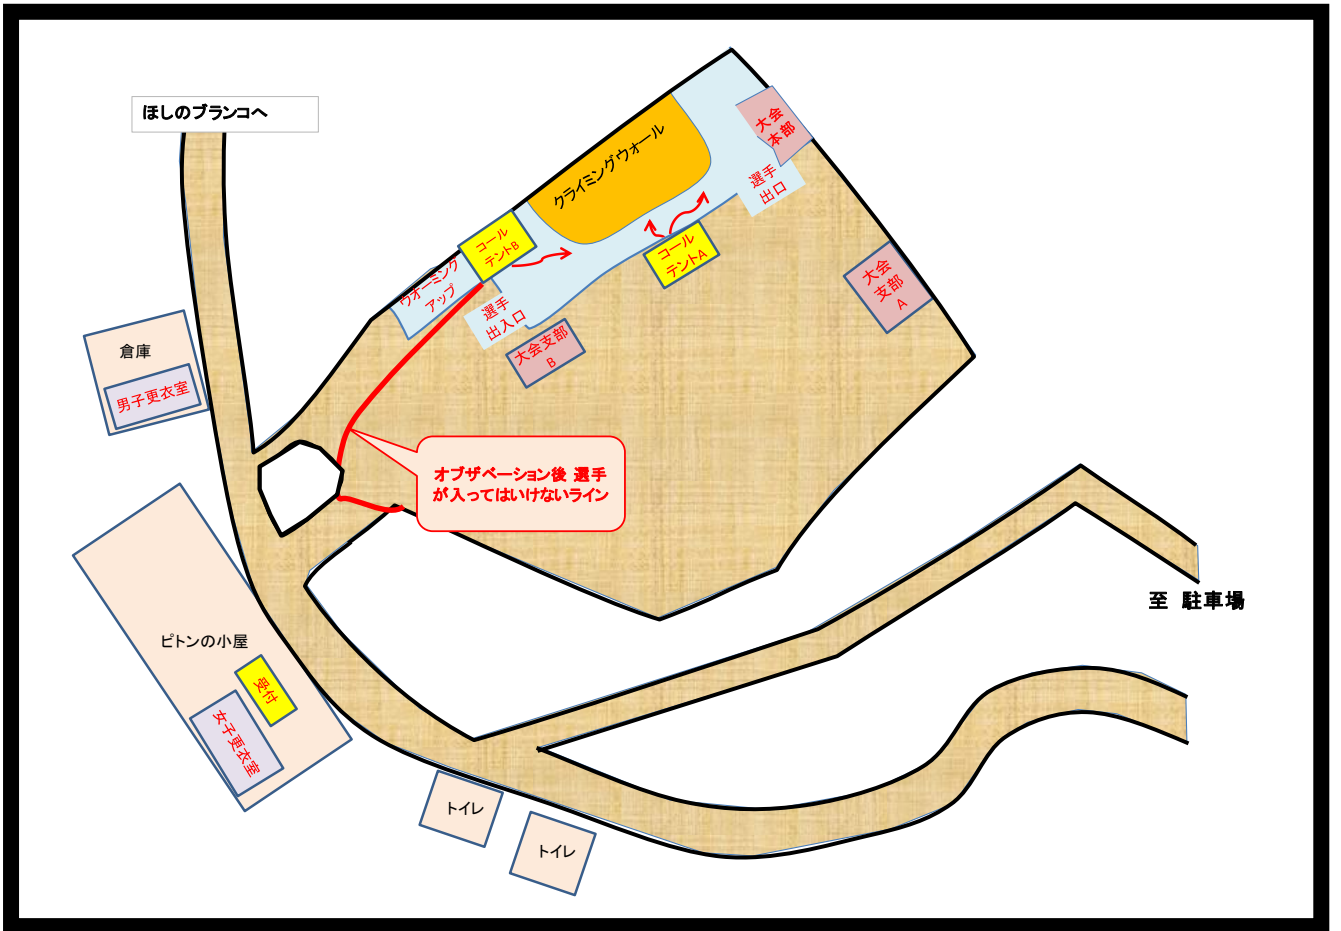 ほしのブランコへ
大会
本部
クライミングウォール
選手
出口
コール
テントB
コール
テントA
ウオーミング
アップ
選手
出入口
大会
支部
A
大会支部
B
倉庫
男子更衣室
オブザベーション後 選手
が入ってはいけないライン
至 駐車場
ピトンの小屋
受付
女子更衣室
トイレ
トイレ